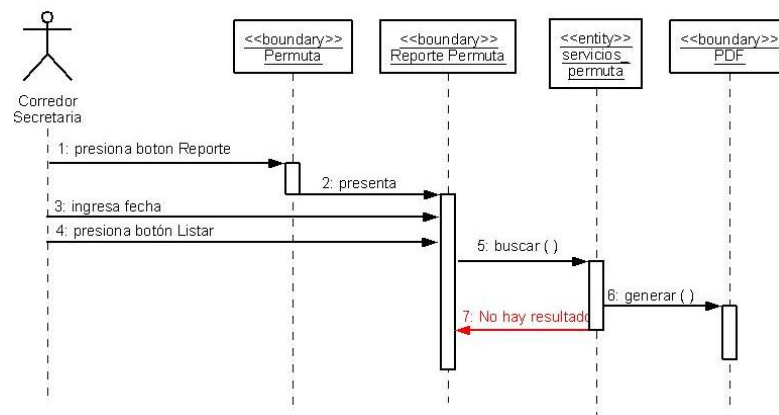 <<boundary>>
Permuta
<<boundary>>
Reporte Permuta
<<entity>>
servicios_
permuta
<<boundary>>
PDF
Corredor
Secretaria
1: presiona boton Reporte
2: presenta
3: ingresa fecha
4: presiona botón Listar
5: buscar ( )
6: generar ( )
7: No hay resultado